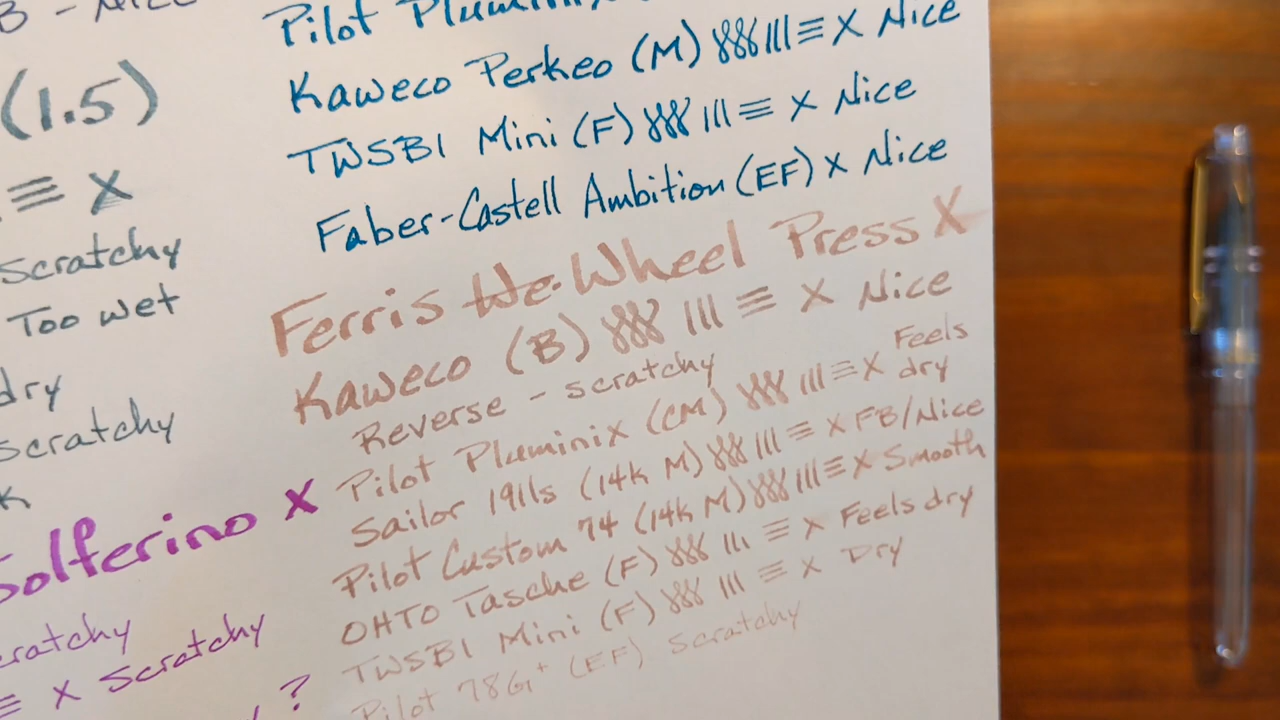 B - Nice
(1.5)
≡ X
Scratchy
Too wet
dry
scratchy
Solferino X
scratchy
≡ X Scratchy
?
Pilot Pluminix
Kaweco Perkeo (M) ||| ≡ X Nice
TWSBI Mini (F) ||| ≡ X Nice
Faber-Castell Ambition (EF) X Nice
Ferris We Wheel Press X
Kaweco (B) ||| ≡ X Nice
Reverse - scratchy
Pilot Pluminix (CM) ||| ≡ X Feels dry
Sailor 1911s (14k M) ||| ≡ X FB/Nice
Pilot Custom 74 (14k M) ||| ≡ X Smooth
OHTO Tasche (F) ||| ≡ X Feels dry
TWSBI Mini (F) ||| ≡ X Dry
Pilot 78G+ (EF) Scratchy